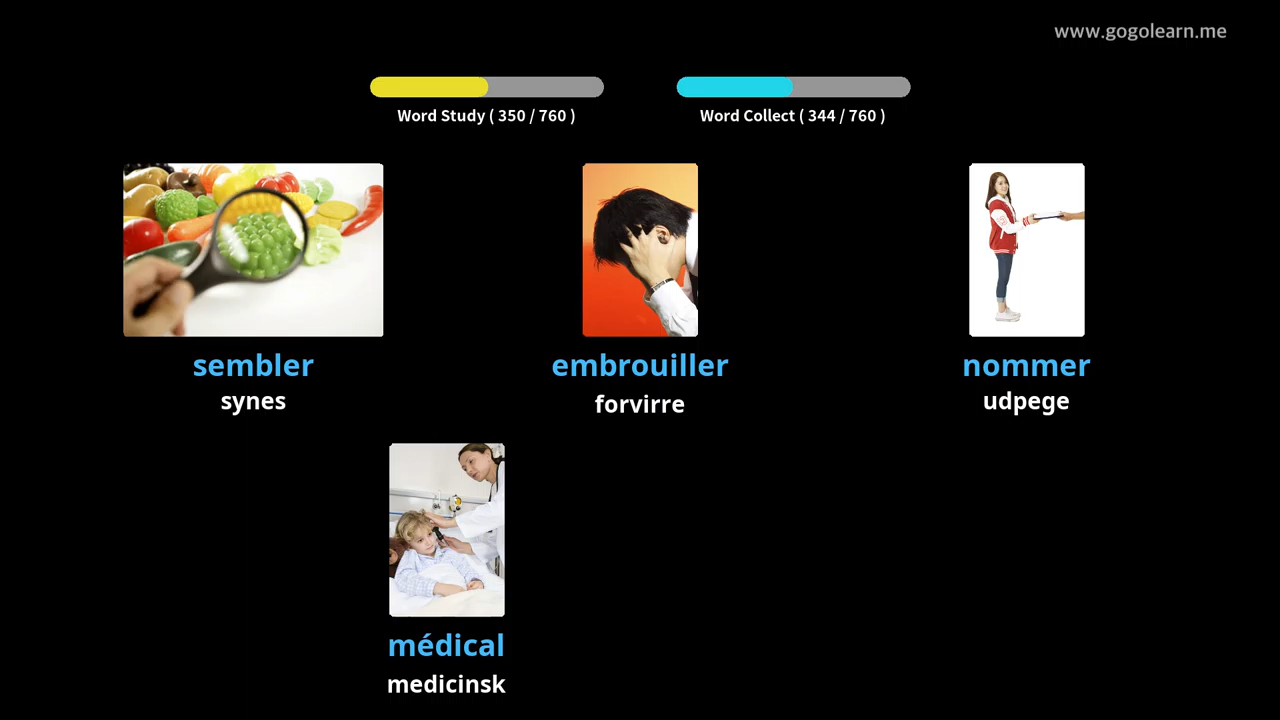 www.gogolearn.me
Word Study ( 350 / 760 )
Word Collect ( 344 / 760 )
sembler
synes
embrouiller
forvirre
nommer
udpege
médical
medicinsk